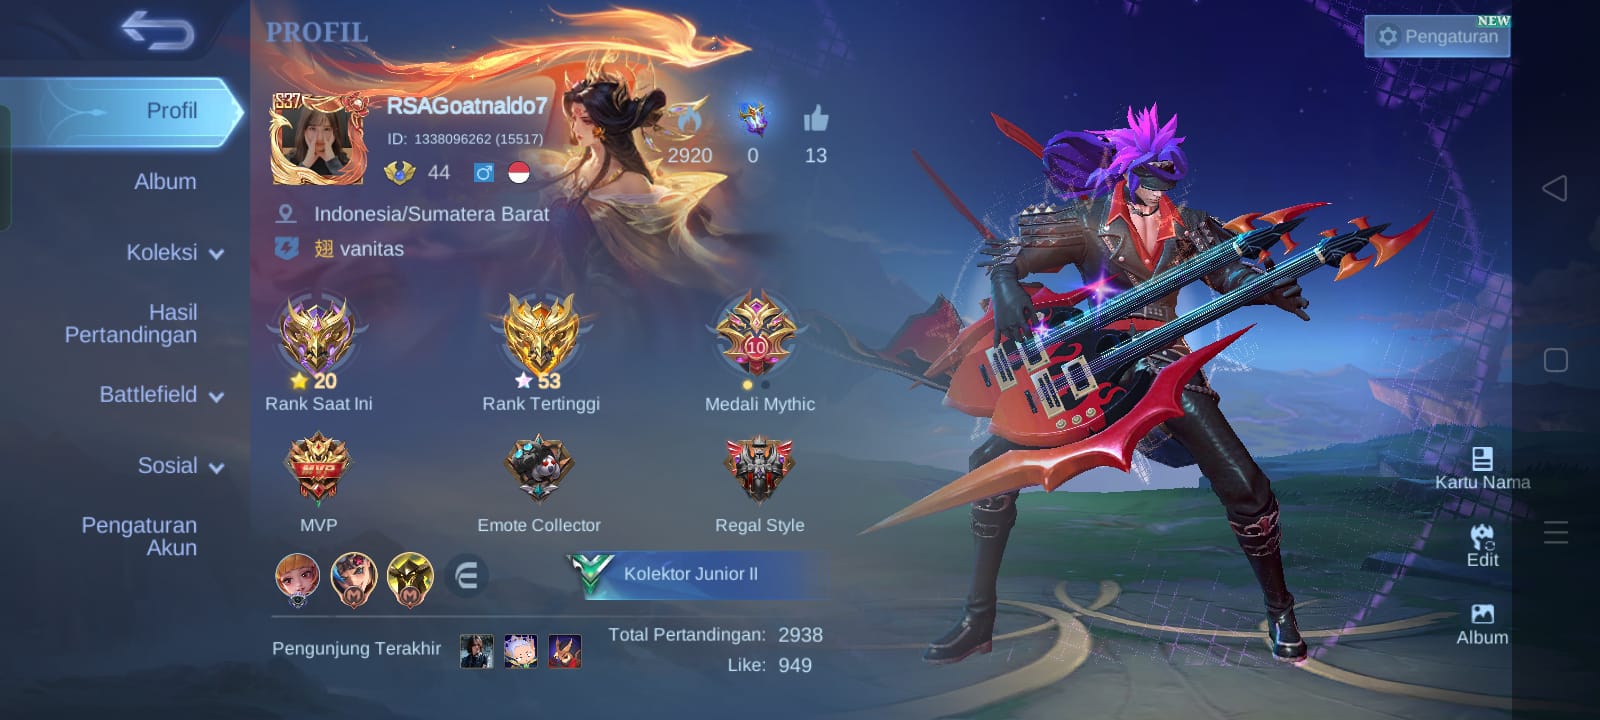 PROFIL
NEW
Pengaturan
Profil
Album
Koleksi
Hasil
Pertandingan
Battlefield
Sosial
Pengaturan
Akun
S37
RSAGoatnaldo7
ID: 1338096262 (15517)
44
2920
0
13
Indonesia/Sumatera Barat
翅 vanitas
20
Rank Saat Ini
53
Rank Tertinggi
10
Medali Mythic
MVP
MVP
Emote Collector
Regal Style
M
M
Kolektor Junior II
Pengunjung Terakhir
Total Pertandingan: 2938
Like: 949
Kartu Nama
Edit
Album